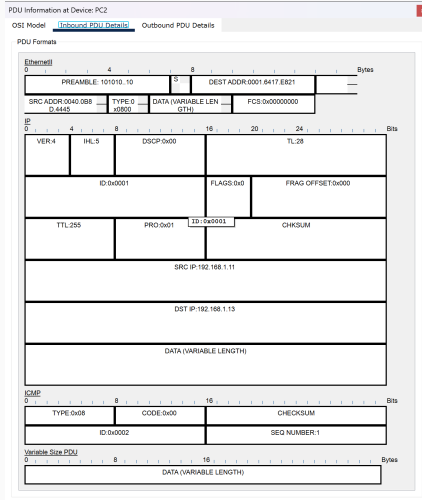 PDU Information at Device: PC2
OSI Model Inbound PDU Details Outbound PDU Details
PDU Formats
EthernetII
0 4 8 Bytes
PREAMBLE: 101010..10 S DEST ADDR:0001.6417.E821
SRC ADDR:0040.0B8 TYPE:0 DATA (VARIABLE LEN FCS:0x00000000
D.4445 x0800 GTH)
IP
0 4 8 16 20 24 Bits
VER:4 IHL:5 DSCP:0x00 TL:28
ID:0x0001 FLAGS:0x0 FRAG OFFSET:0x000
TTL:255 PRO:0x01 ID:0x0001 CHKSUM
SRC IP:192.168.1.11
DST IP:192.168.1.13
DATA (VARIABLE LENGTH)
ICMP
0 8 16 Bits
TYPE:0x08 CODE:0x00 CHECKSUM
ID:0x0002 SEQ NUMBER:1
Variable Size PDU
0 8 16 Bytes
DATA (VARIABLE LENGTH)